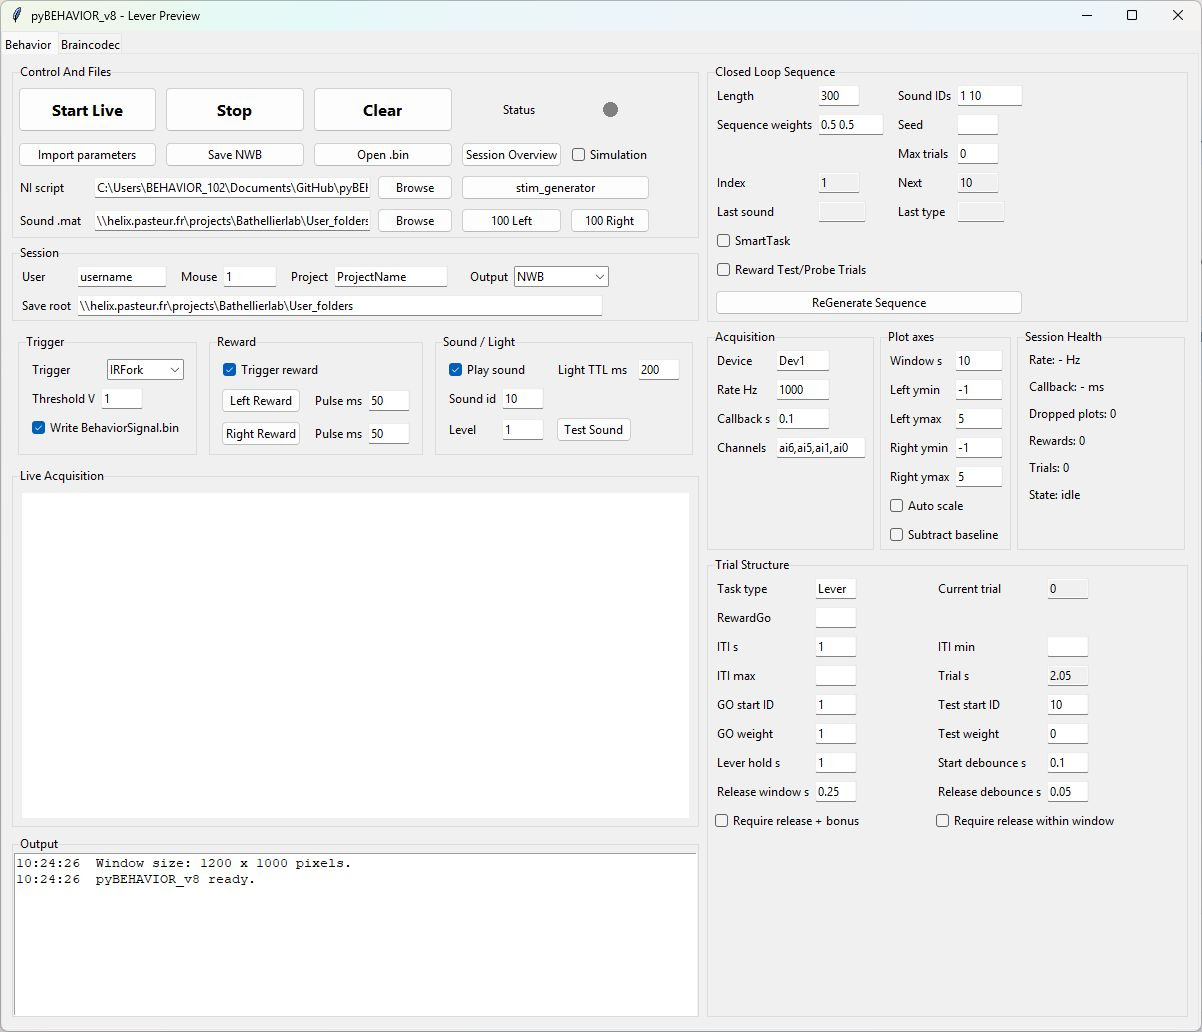 pyBEHAVIOR_v8 - Lever Preview
Behavior Braincodec
Control And Files
Start Live Stop Clear Status
Import parameters Save NWB Open .bin Session Overview Simulation
NI script C:\Users\BEHAVIOR_102\Documents\GitHub\pyBEH Browse stim_generator
Sound .mat \\helix.pasteur.fr\projects\Bathellierlab\User_folders Browse 100 Left 100 Right
Session
User username Mouse 1 Project ProjectName Output NWB
Save root \\helix.pasteur.fr\projects\Bathellierlab\User_folders
Trigger
Trigger IRFork
Threshold V 1
Write BehaviorSignal.bin
Reward
Trigger reward
Left Reward Pulse ms 50
Right Reward Pulse ms 50
Sound / Light
Play sound Light TTL ms 200
Sound id 10
Level 1 Test Sound
Live Acquisition
Output
10:24:26 Window size: 1200 x 1000 pixels.
10:24:26 pyBEHAVIOR_v8 ready.
Closed Loop Sequence
Length 300 Sound IDs 1 10
Sequence weights 0.5 0.5 Seed
Max trials 0
Index 1 Next 10
Last sound Last type
SmartTask
Reward Test/Probe Trials
ReGenerate Sequence
Acquisition
Device Dev1
Rate Hz 1000
Callback s 0.1
Channels ai6,ai5,ai1,ai0
Plot axes
Window s 10
Left ymin -1
Left ymax 5
Right ymin -1
Right ymax 5
Auto scale
Subtract baseline
Session Health
Rate: - Hz
Callback: - ms
Dropped plots: 0
Rewards: 0
Trials: 0
State: idle
Trial Structure
Task type Lever Current trial 0
RewardGo
ITI s 1 ITI min
ITI max Trial s 2.05
GO start ID 1 Test start ID 10
GO weight 1 Test weight 0
Lever hold s 1 Start debounce s 0.1
Release window s 0.25 Release debounce s 0.05
Require release + bonus Require release within window